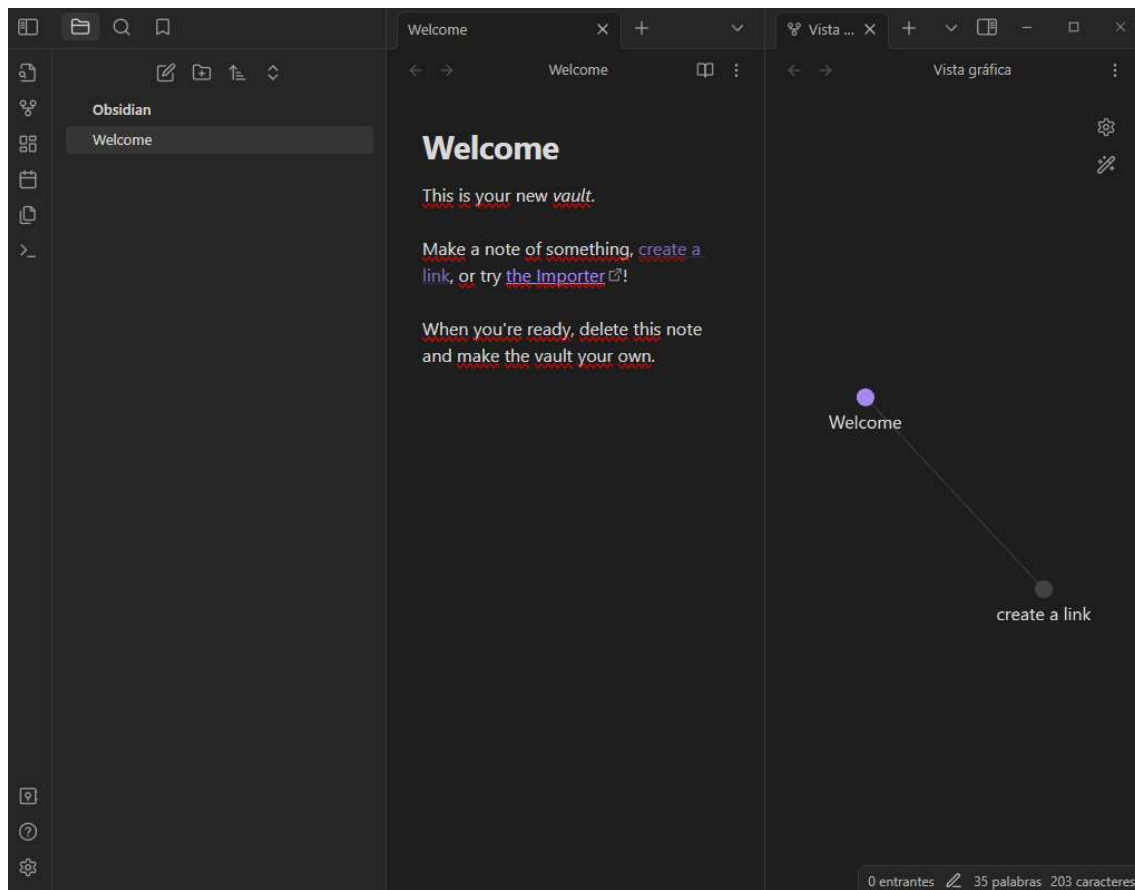 Welcome
Vista ...
Welcome
Vista gráfica
Obsidian
Welcome
Welcome
This is your new vault.
Make a note of something, create a
link, or try the Importer!
When you're ready, delete this note
and make the vault your own.
Welcome
create a link
0 entrantes 35 palabras 203 caracteres